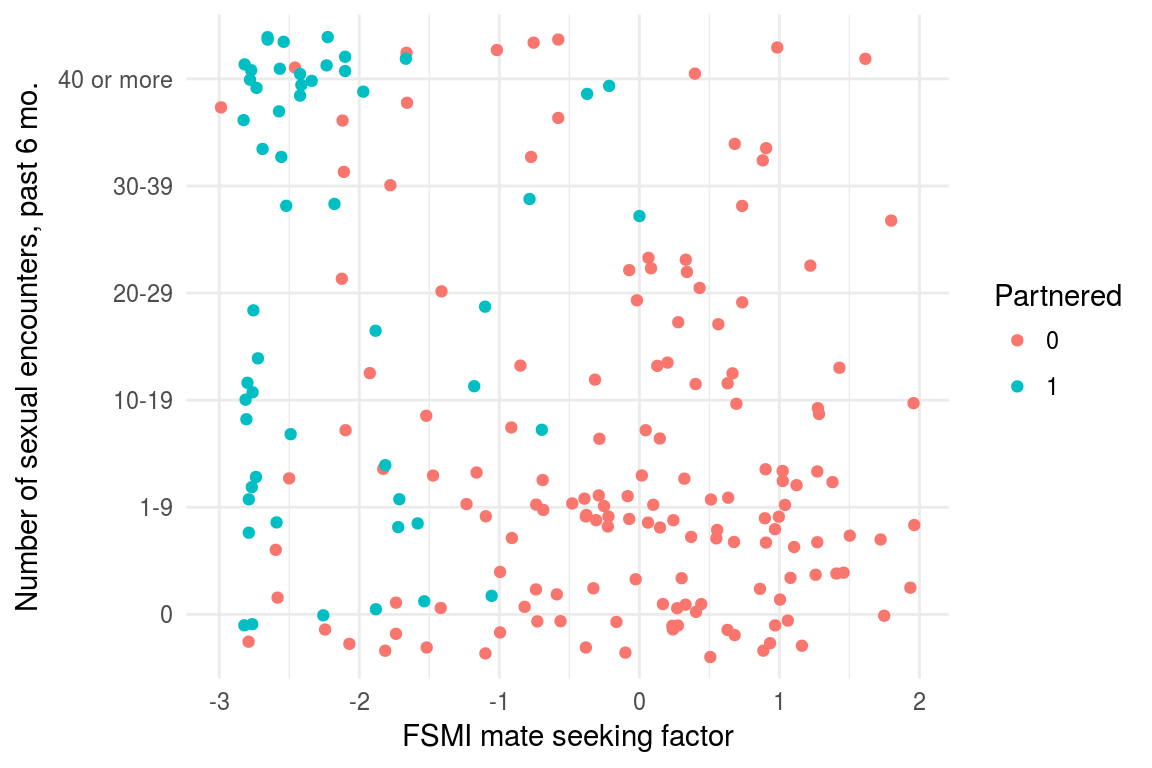 Number of sexual encounters, past 6 mo.
40 or more
30-39
20-29
10-19
1-9
0
-3 -2 -1 0 1 2
FSMI mate seeking factor
Partnered
0
1